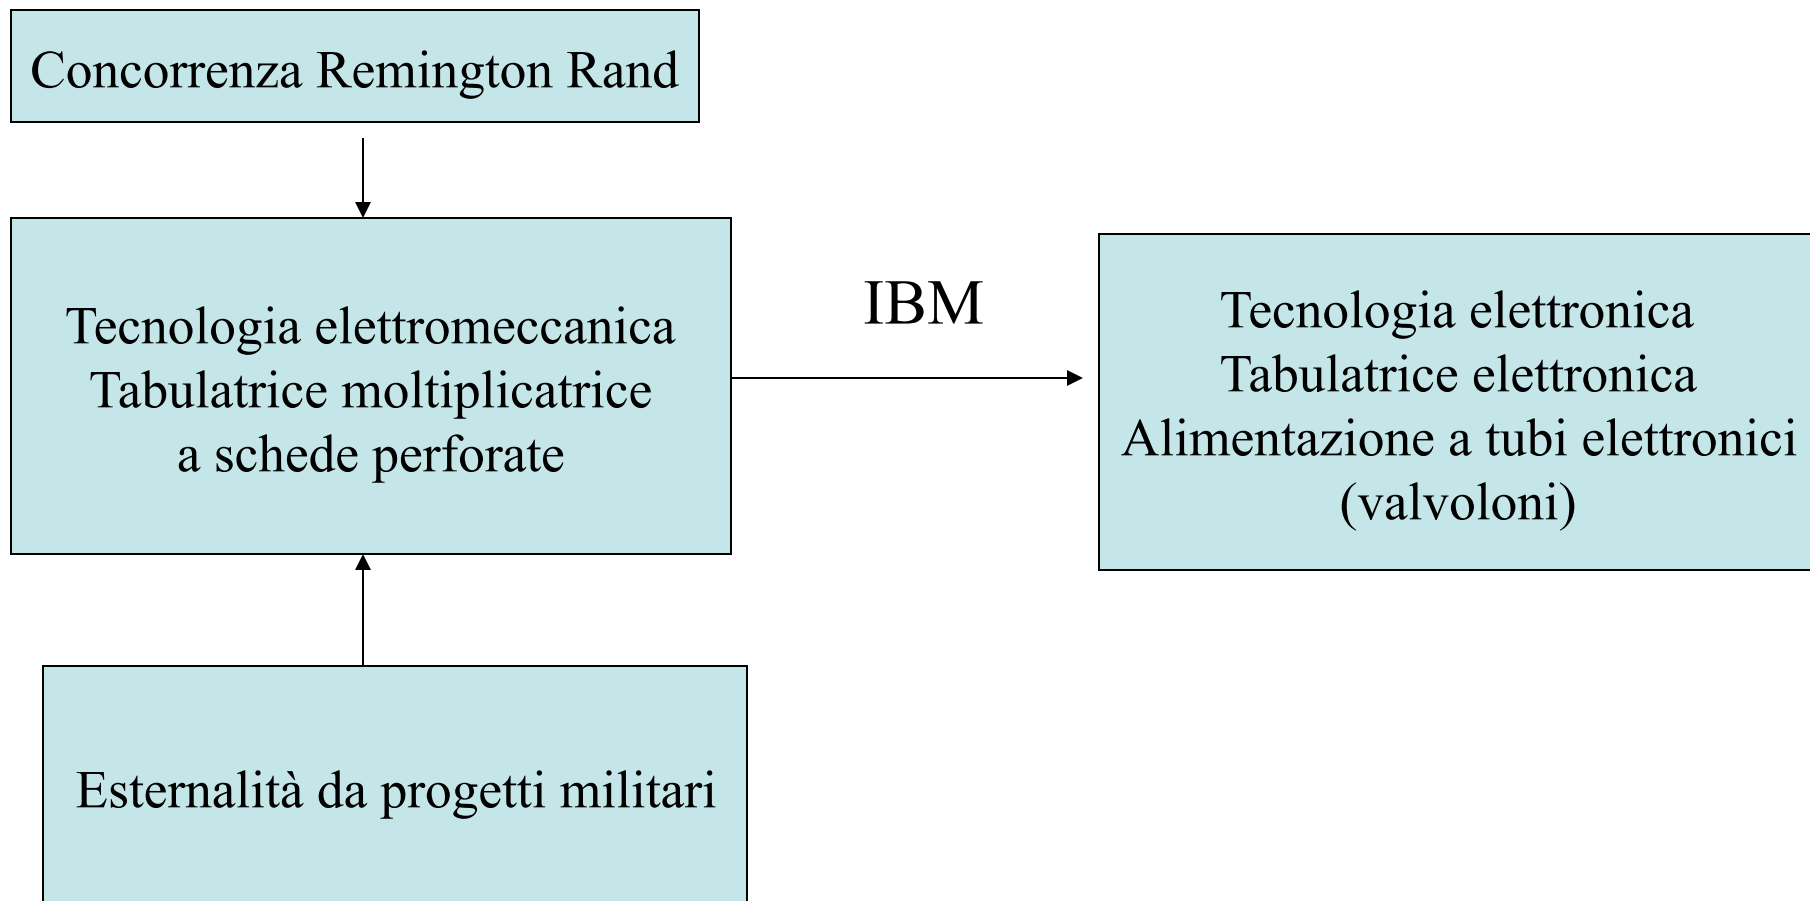 Concorrenza Remington Rand
Tecnologia elettromeccanica
Tabulatrice moltiplicatrice
a schede perforate
IBM
Tecnologia elettronica
Tabulatrice elettronica
Alimentazione a tubi elettronici
(valvoloni)
Esternalità da progetti militari